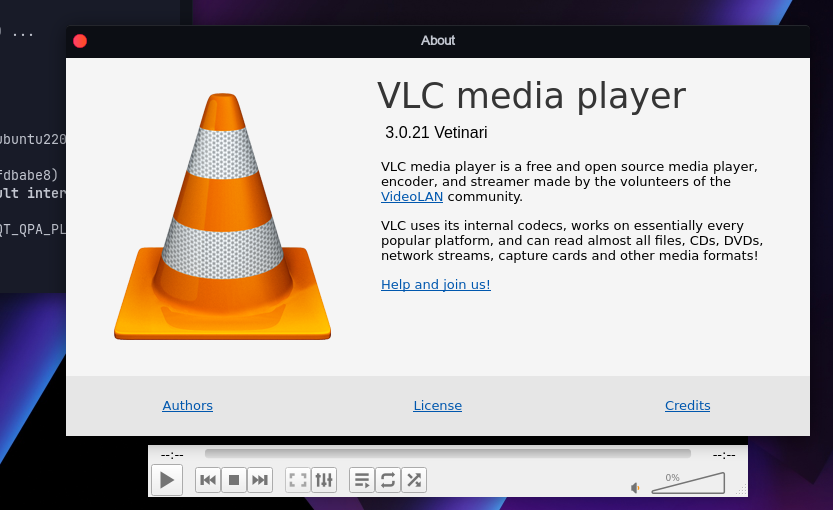 ) ...
About
VLC media player
3.0.21 Vetinari
ubuntu220
VLC media player is a free and open source media player,
fdbabe8)
encoder, and streamer made by the volunteers of the
ult inter
VideoLAN community.
QT_QPA_PL
VLC uses its internal codecs, works on essentially every
popular platform, and can read almost all files, CDs, DVDs,
network streams, capture cards and other media formats!
Help and join us!
Authors License Credits
--:-- --:--
0%